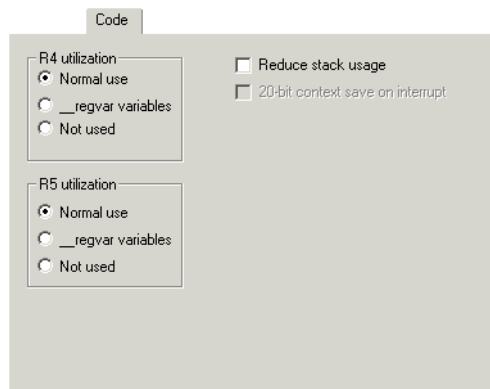 Code
R4 utilization
Normal use
__regvar variables
Not used
Reduce stack usage
20-bit context save on interrupt
R5 utilization
Normal use
__regvar variables
Not used